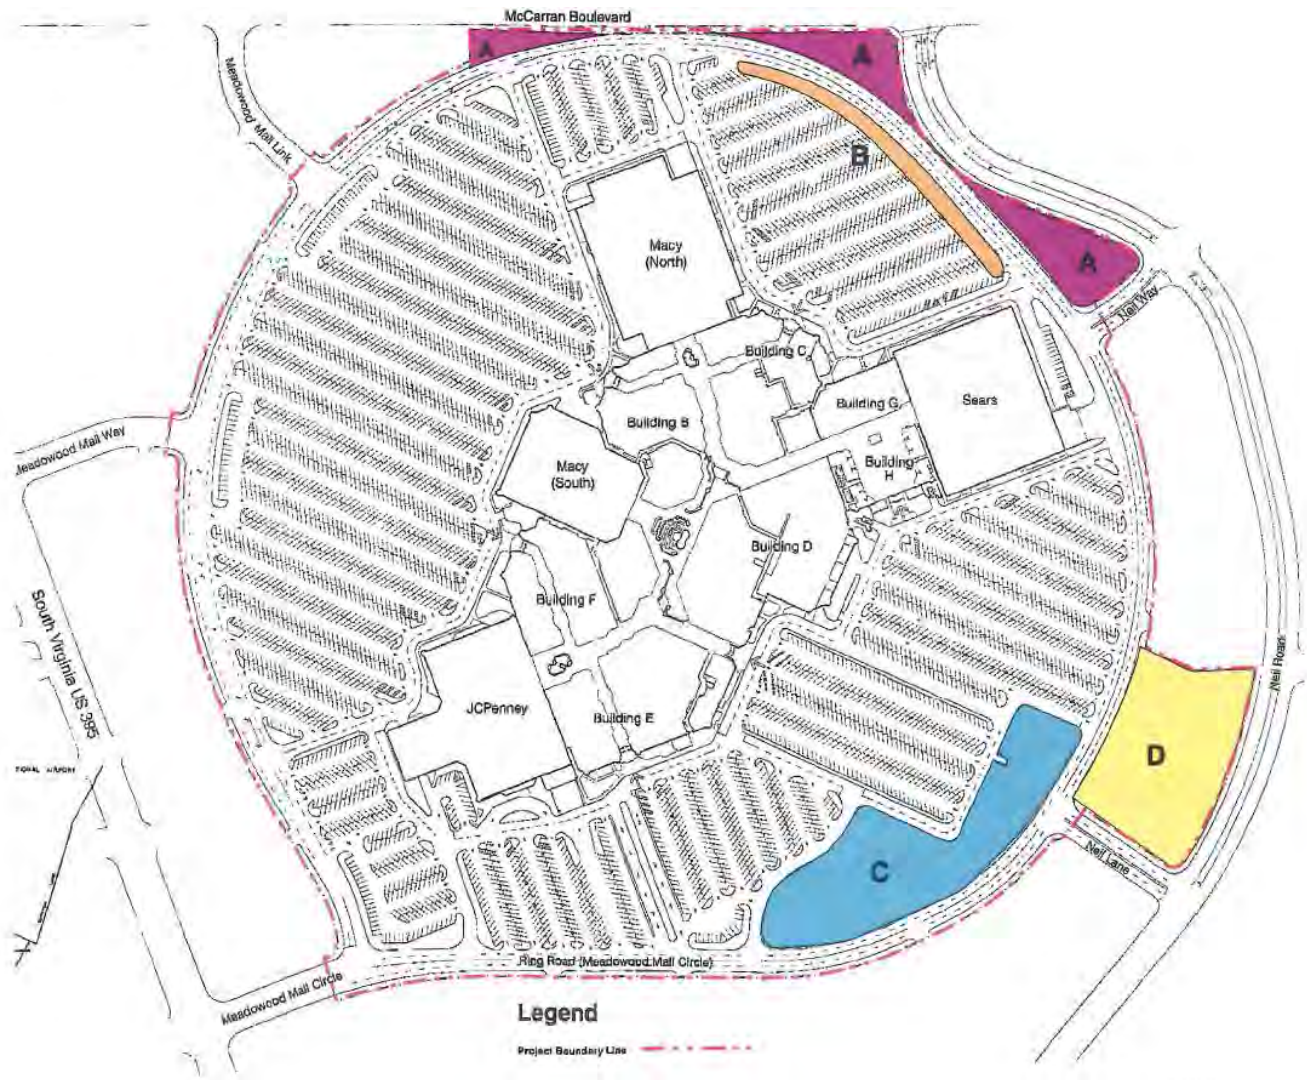 McCarran Boulevard
A
A
Meadowood Mall Link
B
Macy
(North)
A
Neil Way
Building C
Building G
Sears
Building B
Meadowood Mall Way
Building
H
Macy
(South)
Building D
Building F
South Virginia US 395
Neil Road
JCPenney
Building E
D
C
Neil Lane
Ring Road (Meadowood Mall Circle)
Meadowood Mall Circle
Legend
Project Boundary Line